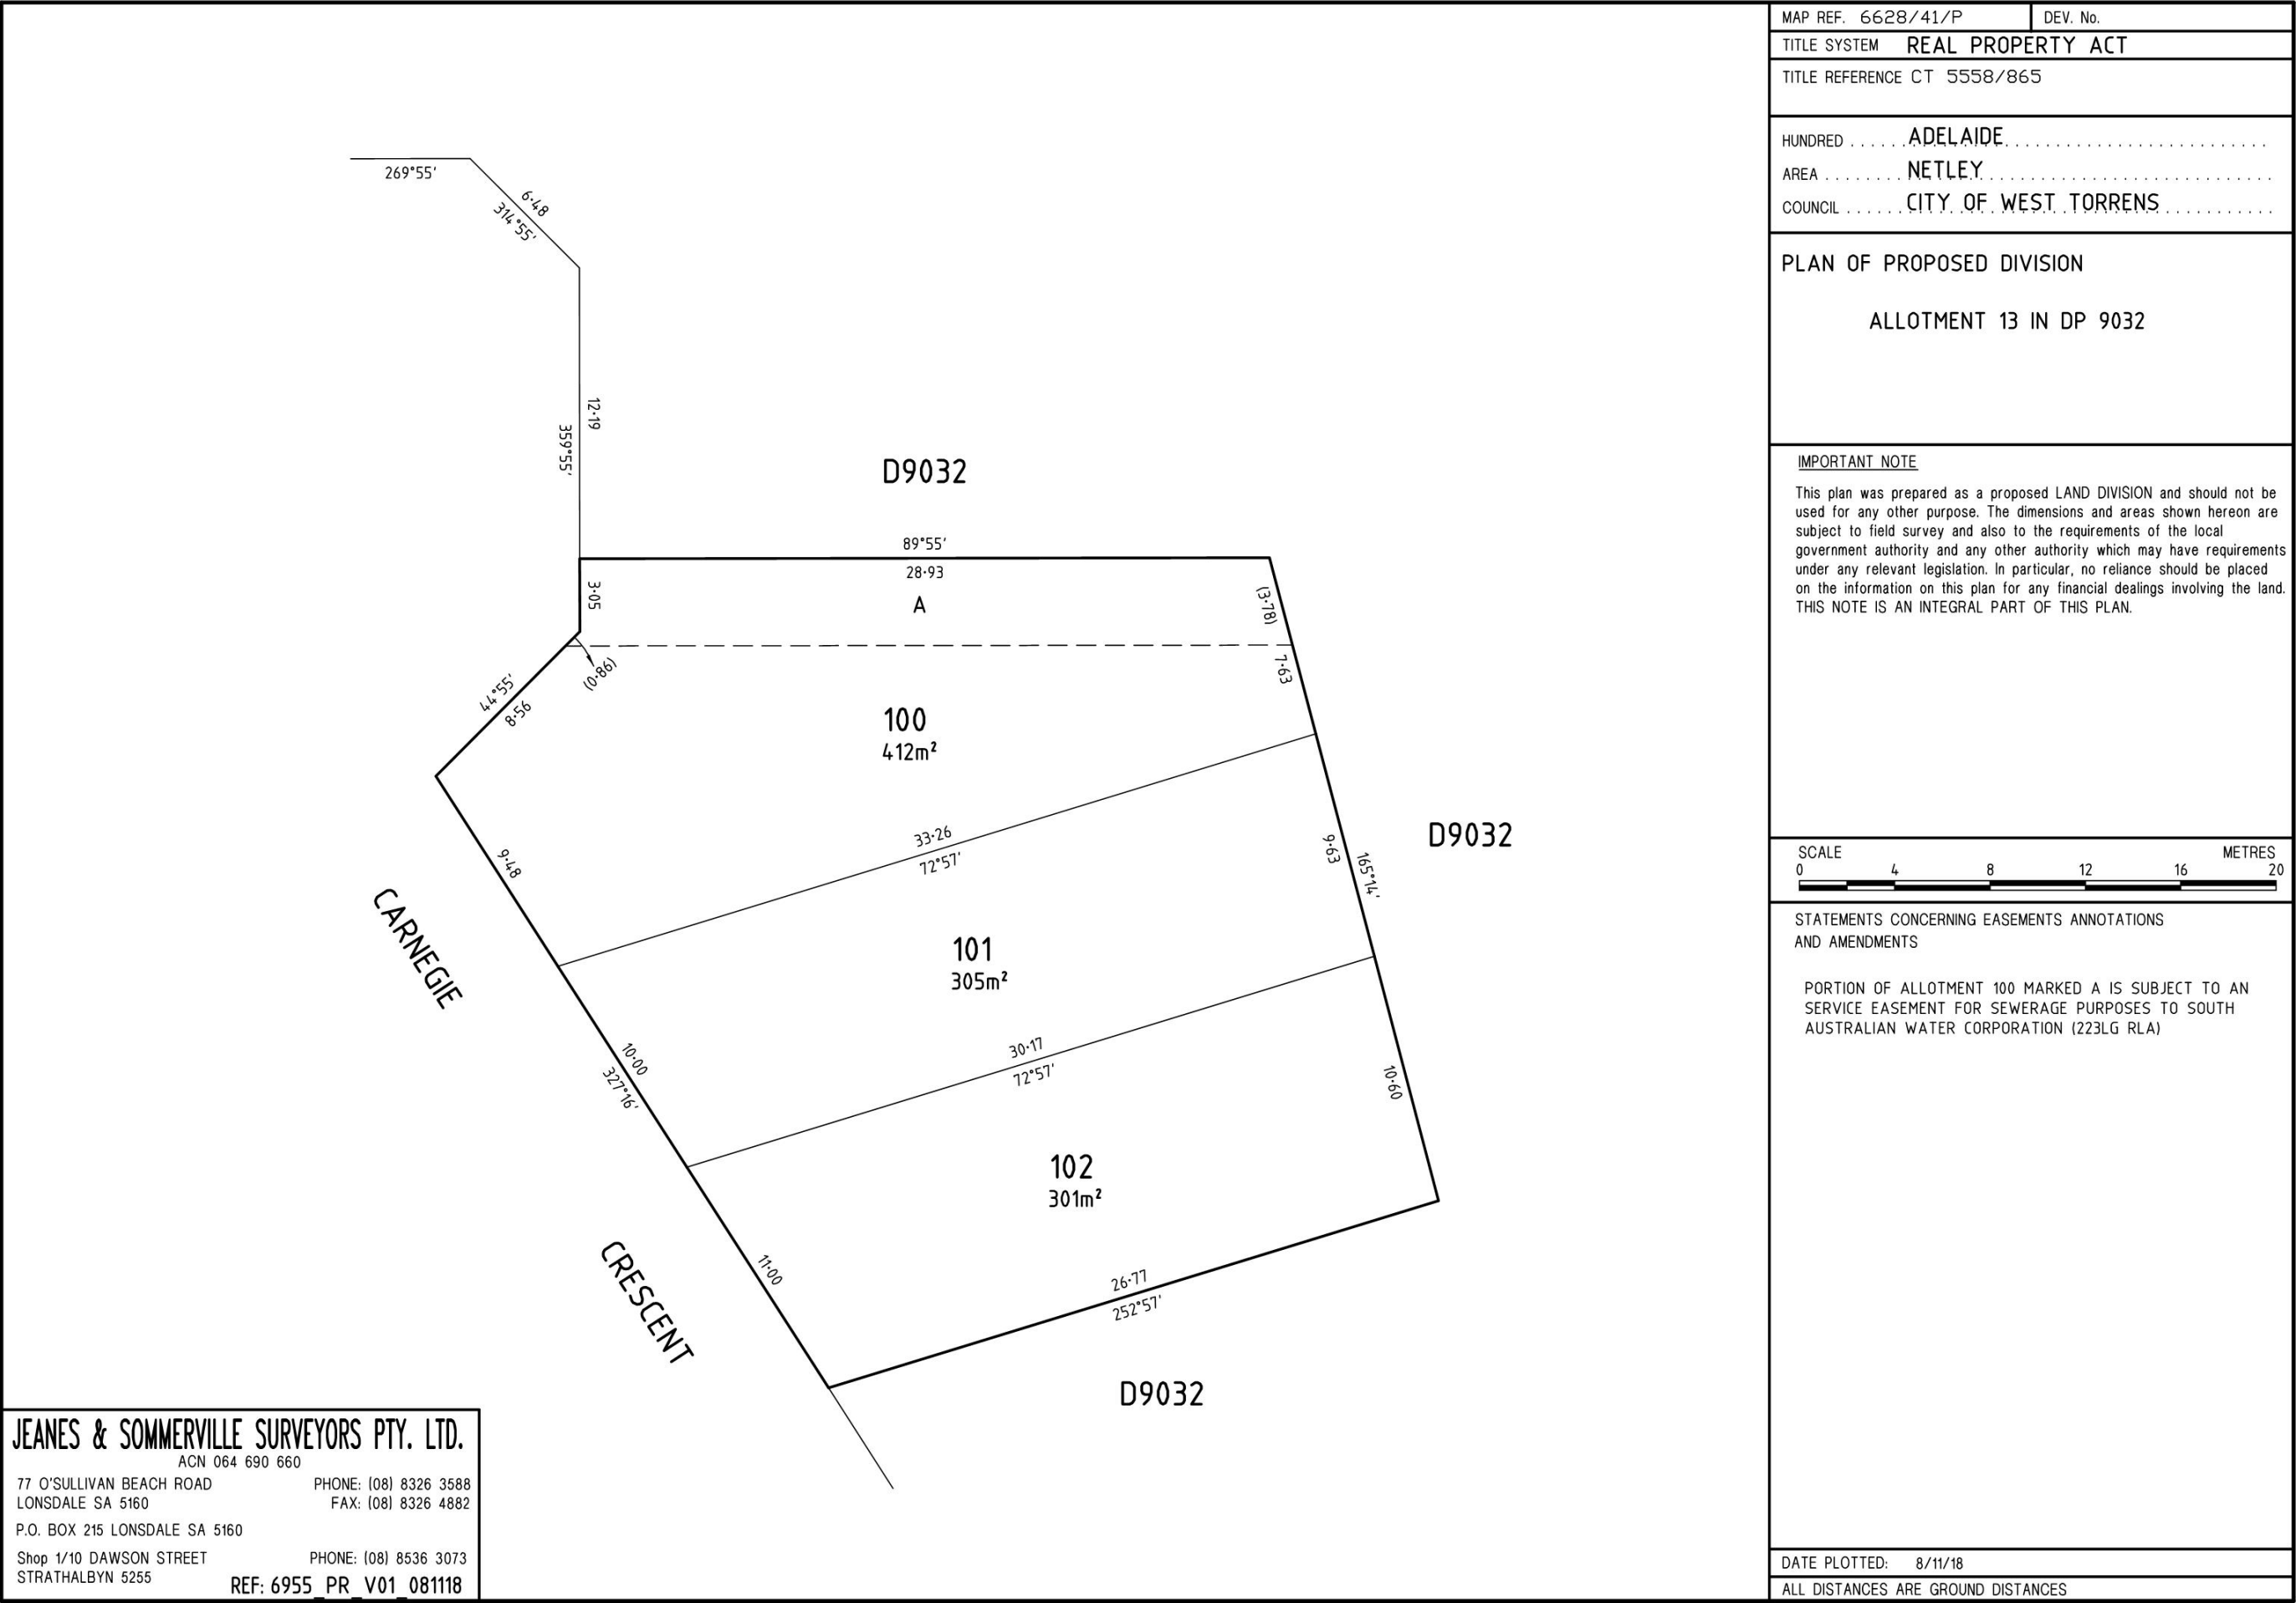 269°55'
6·48
314°55'
12·19
359°55'
D9032
89°55'
28·93
3·05
A
(3·78)
(0·86)
7·63
44°55'
8·56
100
412m²
33·26
72°57'
9·48
9·63
165°14'
D9032
CARNEGIE
101
305m²
30·17
72°57'
10·00
327°16'
10·60
102
301m²
11·00
CRESCENT
26·77
252°57'
D9032
JEANES & SOMMERVILLE SURVEYORS PTY. LTD.
ACN 064 690 660
77 O'SULLIVAN BEACH ROAD PHONE: (08) 8326 3588
LONSDALE SA 5160 FAX: (08) 8326 4882
P.O. BOX 215 LONSDALE SA 5160
Shop 1/10 DAWSON STREET PHONE: (08) 8536 3073
STRATHALBYN 5255 REF: 6955_PR_V01_081118
MAP REF. 6628/41/P DEV. No.
TITLE SYSTEM REAL PROPERTY ACT
TITLE REFERENCE CT 5558/865
HUNDRED ADELAIDE
AREA NETLEY
COUNCIL CITY OF WEST TORRENS
PLAN OF PROPOSED DIVISION
ALLOTMENT 13 IN DP 9032
IMPORTANT NOTE
This plan was prepared as a proposed LAND DIVISION and should not be
used for any other purpose. The dimensions and areas shown hereon are
subject to field survey and also to the requirements of the local
government authority and any other authority which may have requirements
under any relevant legislation. In particular, no reliance should be placed
on the information on this plan for any financial dealings involving the land.
THIS NOTE IS AN INTEGRAL PART OF THIS PLAN.
SCALE METRES
0 4 8 12 16 20
STATEMENTS CONCERNING EASEMENTS ANNOTATIONS
AND AMENDMENTS
PORTION OF ALLOTMENT 100 MARKED A IS SUBJECT TO AN
SERVICE EASEMENT FOR SEWERAGE PURPOSES TO SOUTH
AUSTRALIAN WATER CORPORATION (223LG RLA)
DATE PLOTTED: 8/11/18
ALL DISTANCES ARE GROUND DISTANCES